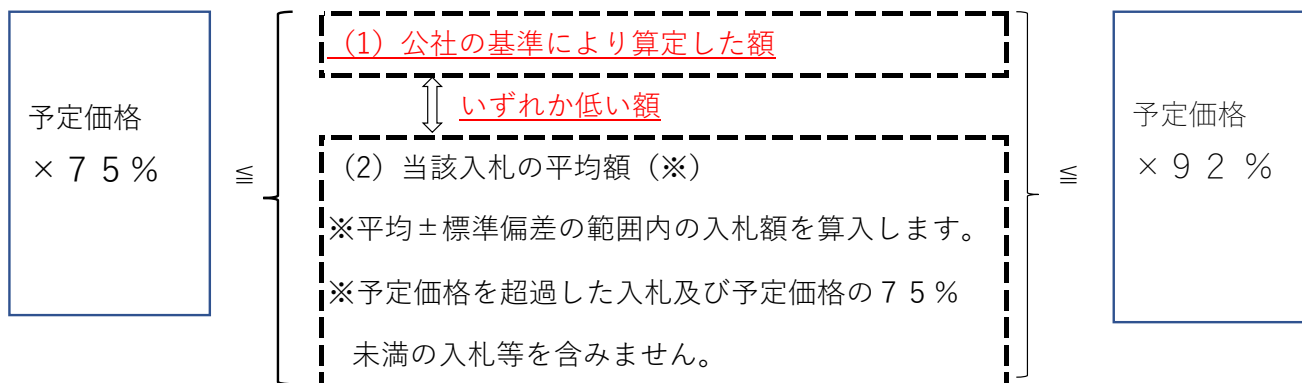 予定価格
×７５%
≦
（1）公社の基準により算定した額
いずれか低い額
（2）当該入札の平均額（※）
※平均±標準偏差の範囲内の入札額を算入します。
※予定価格を超過した入札及び予定価格の７５%
未満の入札等を含みません。
≦
予定価格
×９２%